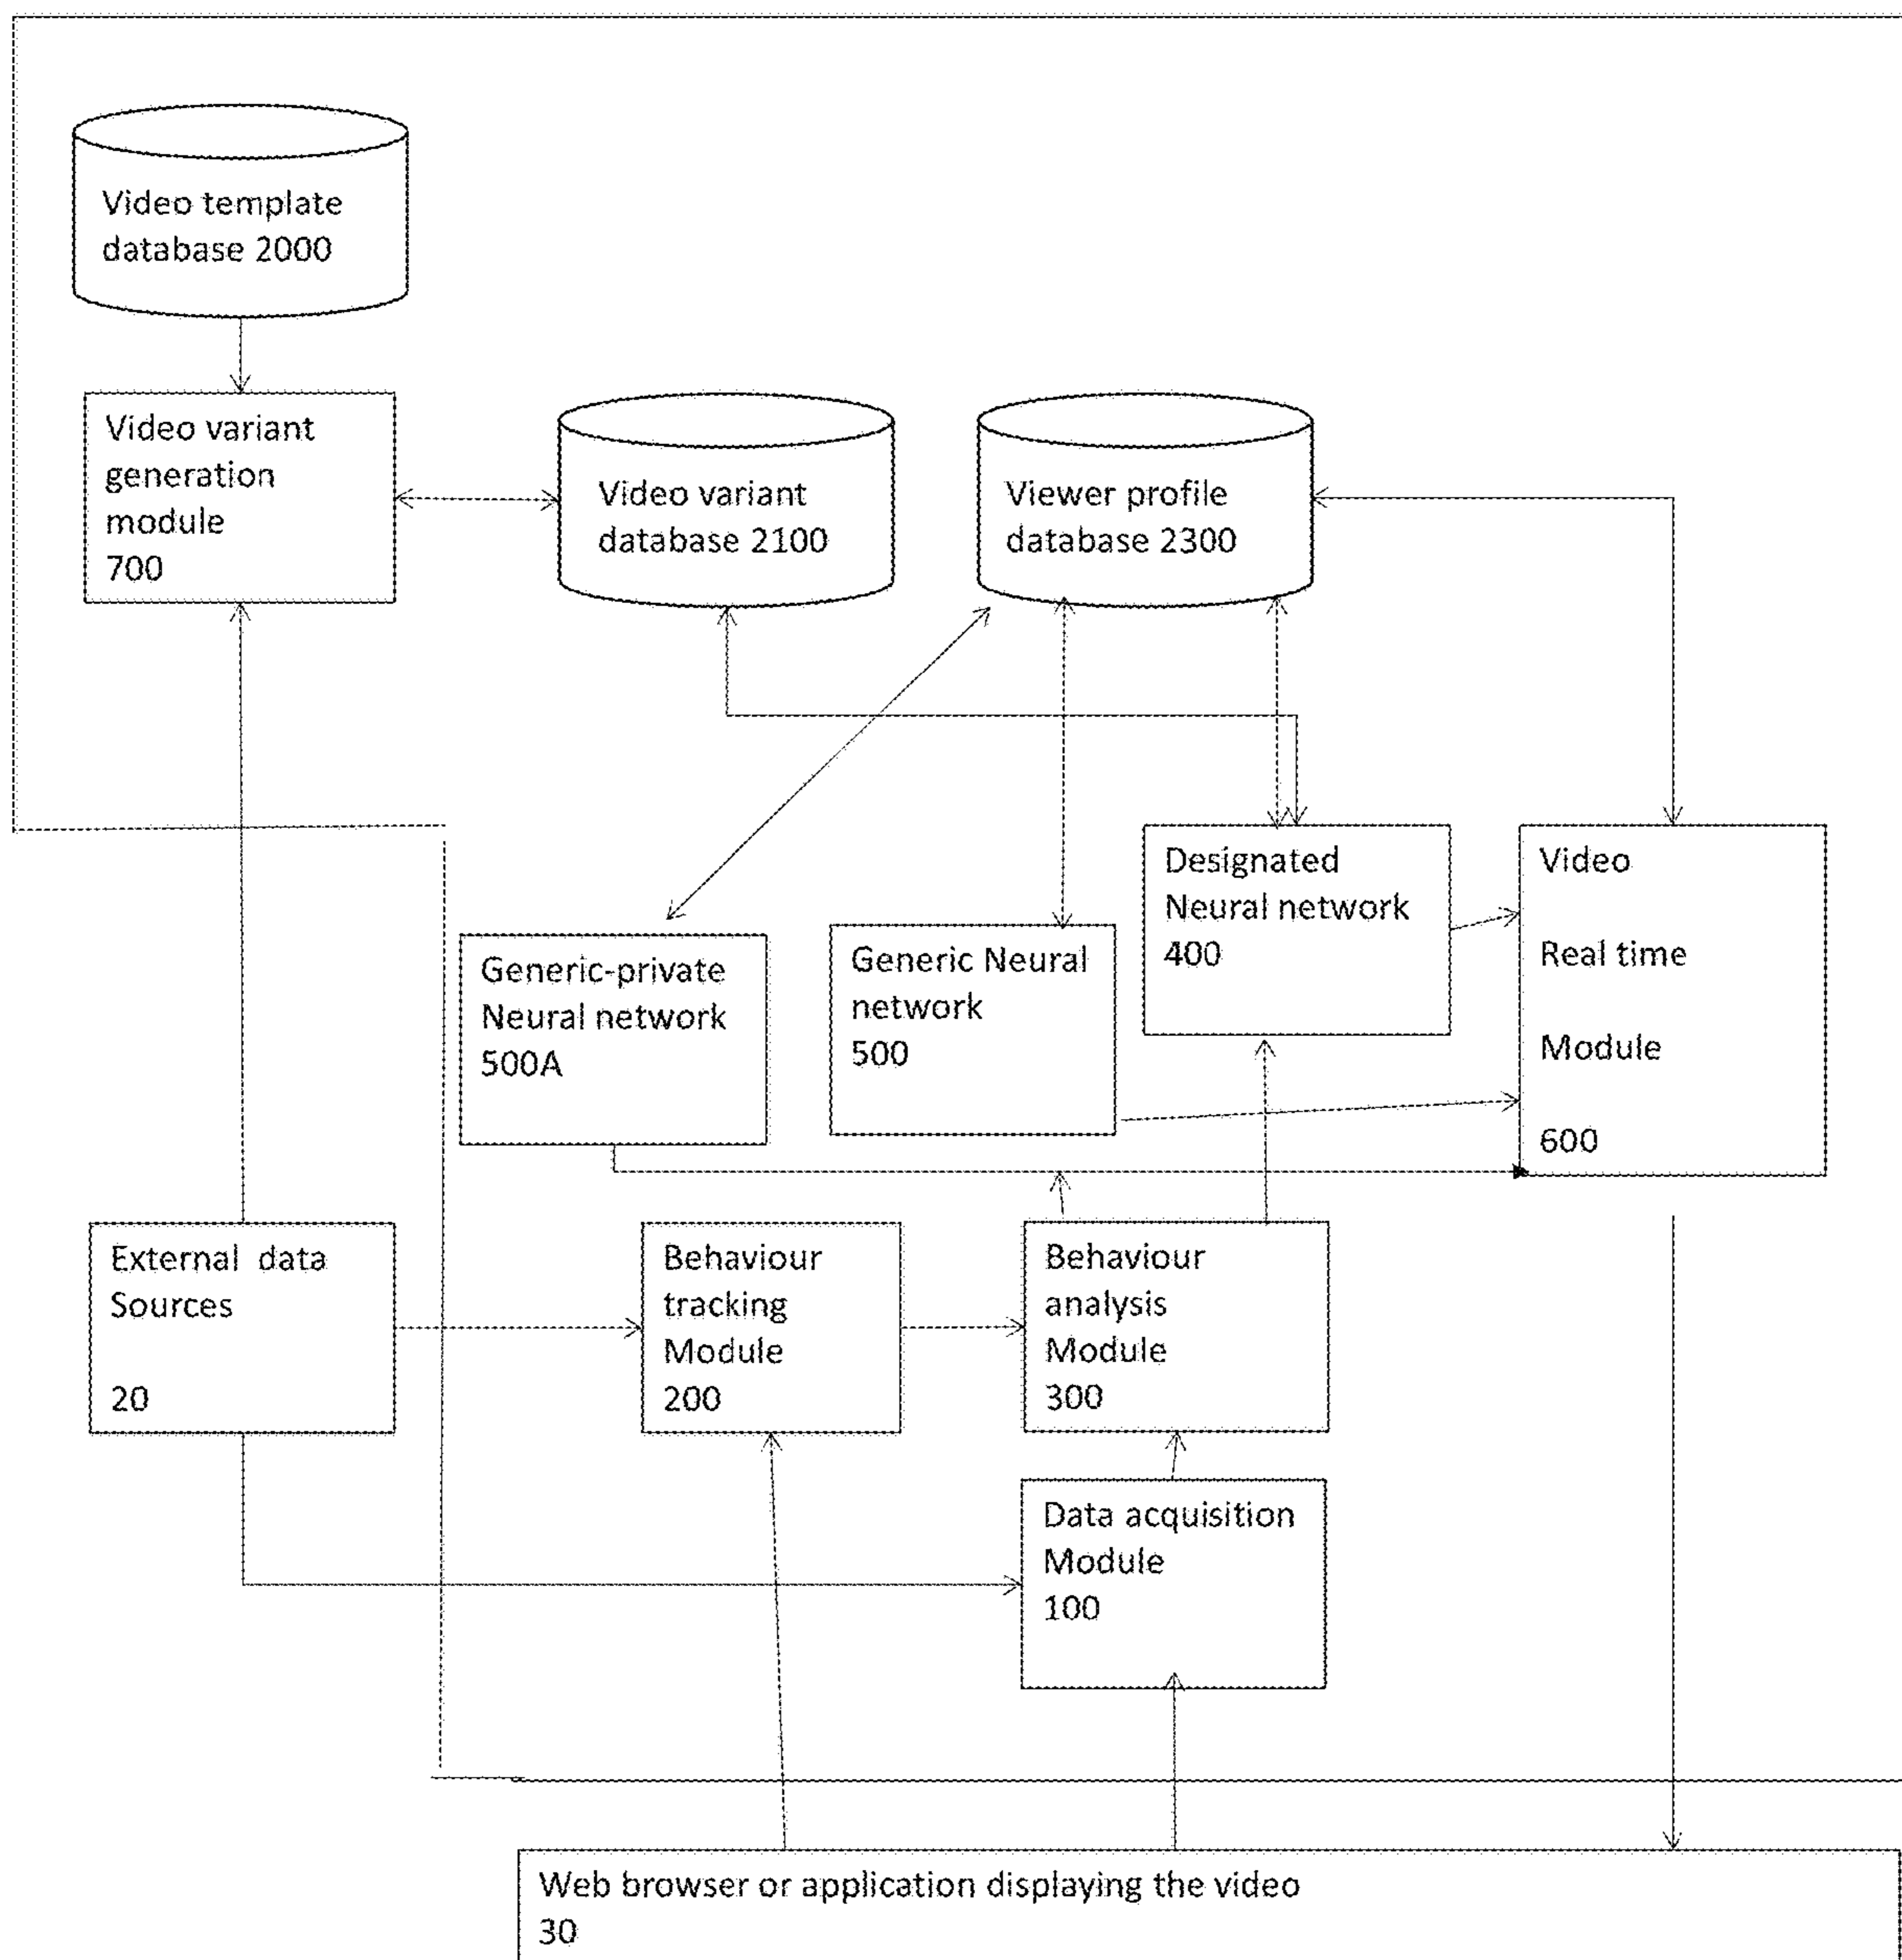 Video template
database 2000
Video variant
generation
module
700
Video variant
database 2100
Viewer profile
database 2300
Designated
Neural network
400
Video
Real time
Module
600
Generic-private
Neural network
500A
Generic Neural
network
500
External data
Sources
20
Behaviour
tracking
Module
200
Behaviour
analysis
Module
300
Data acquisition
Module
100
Web browser or application displaying the video
30